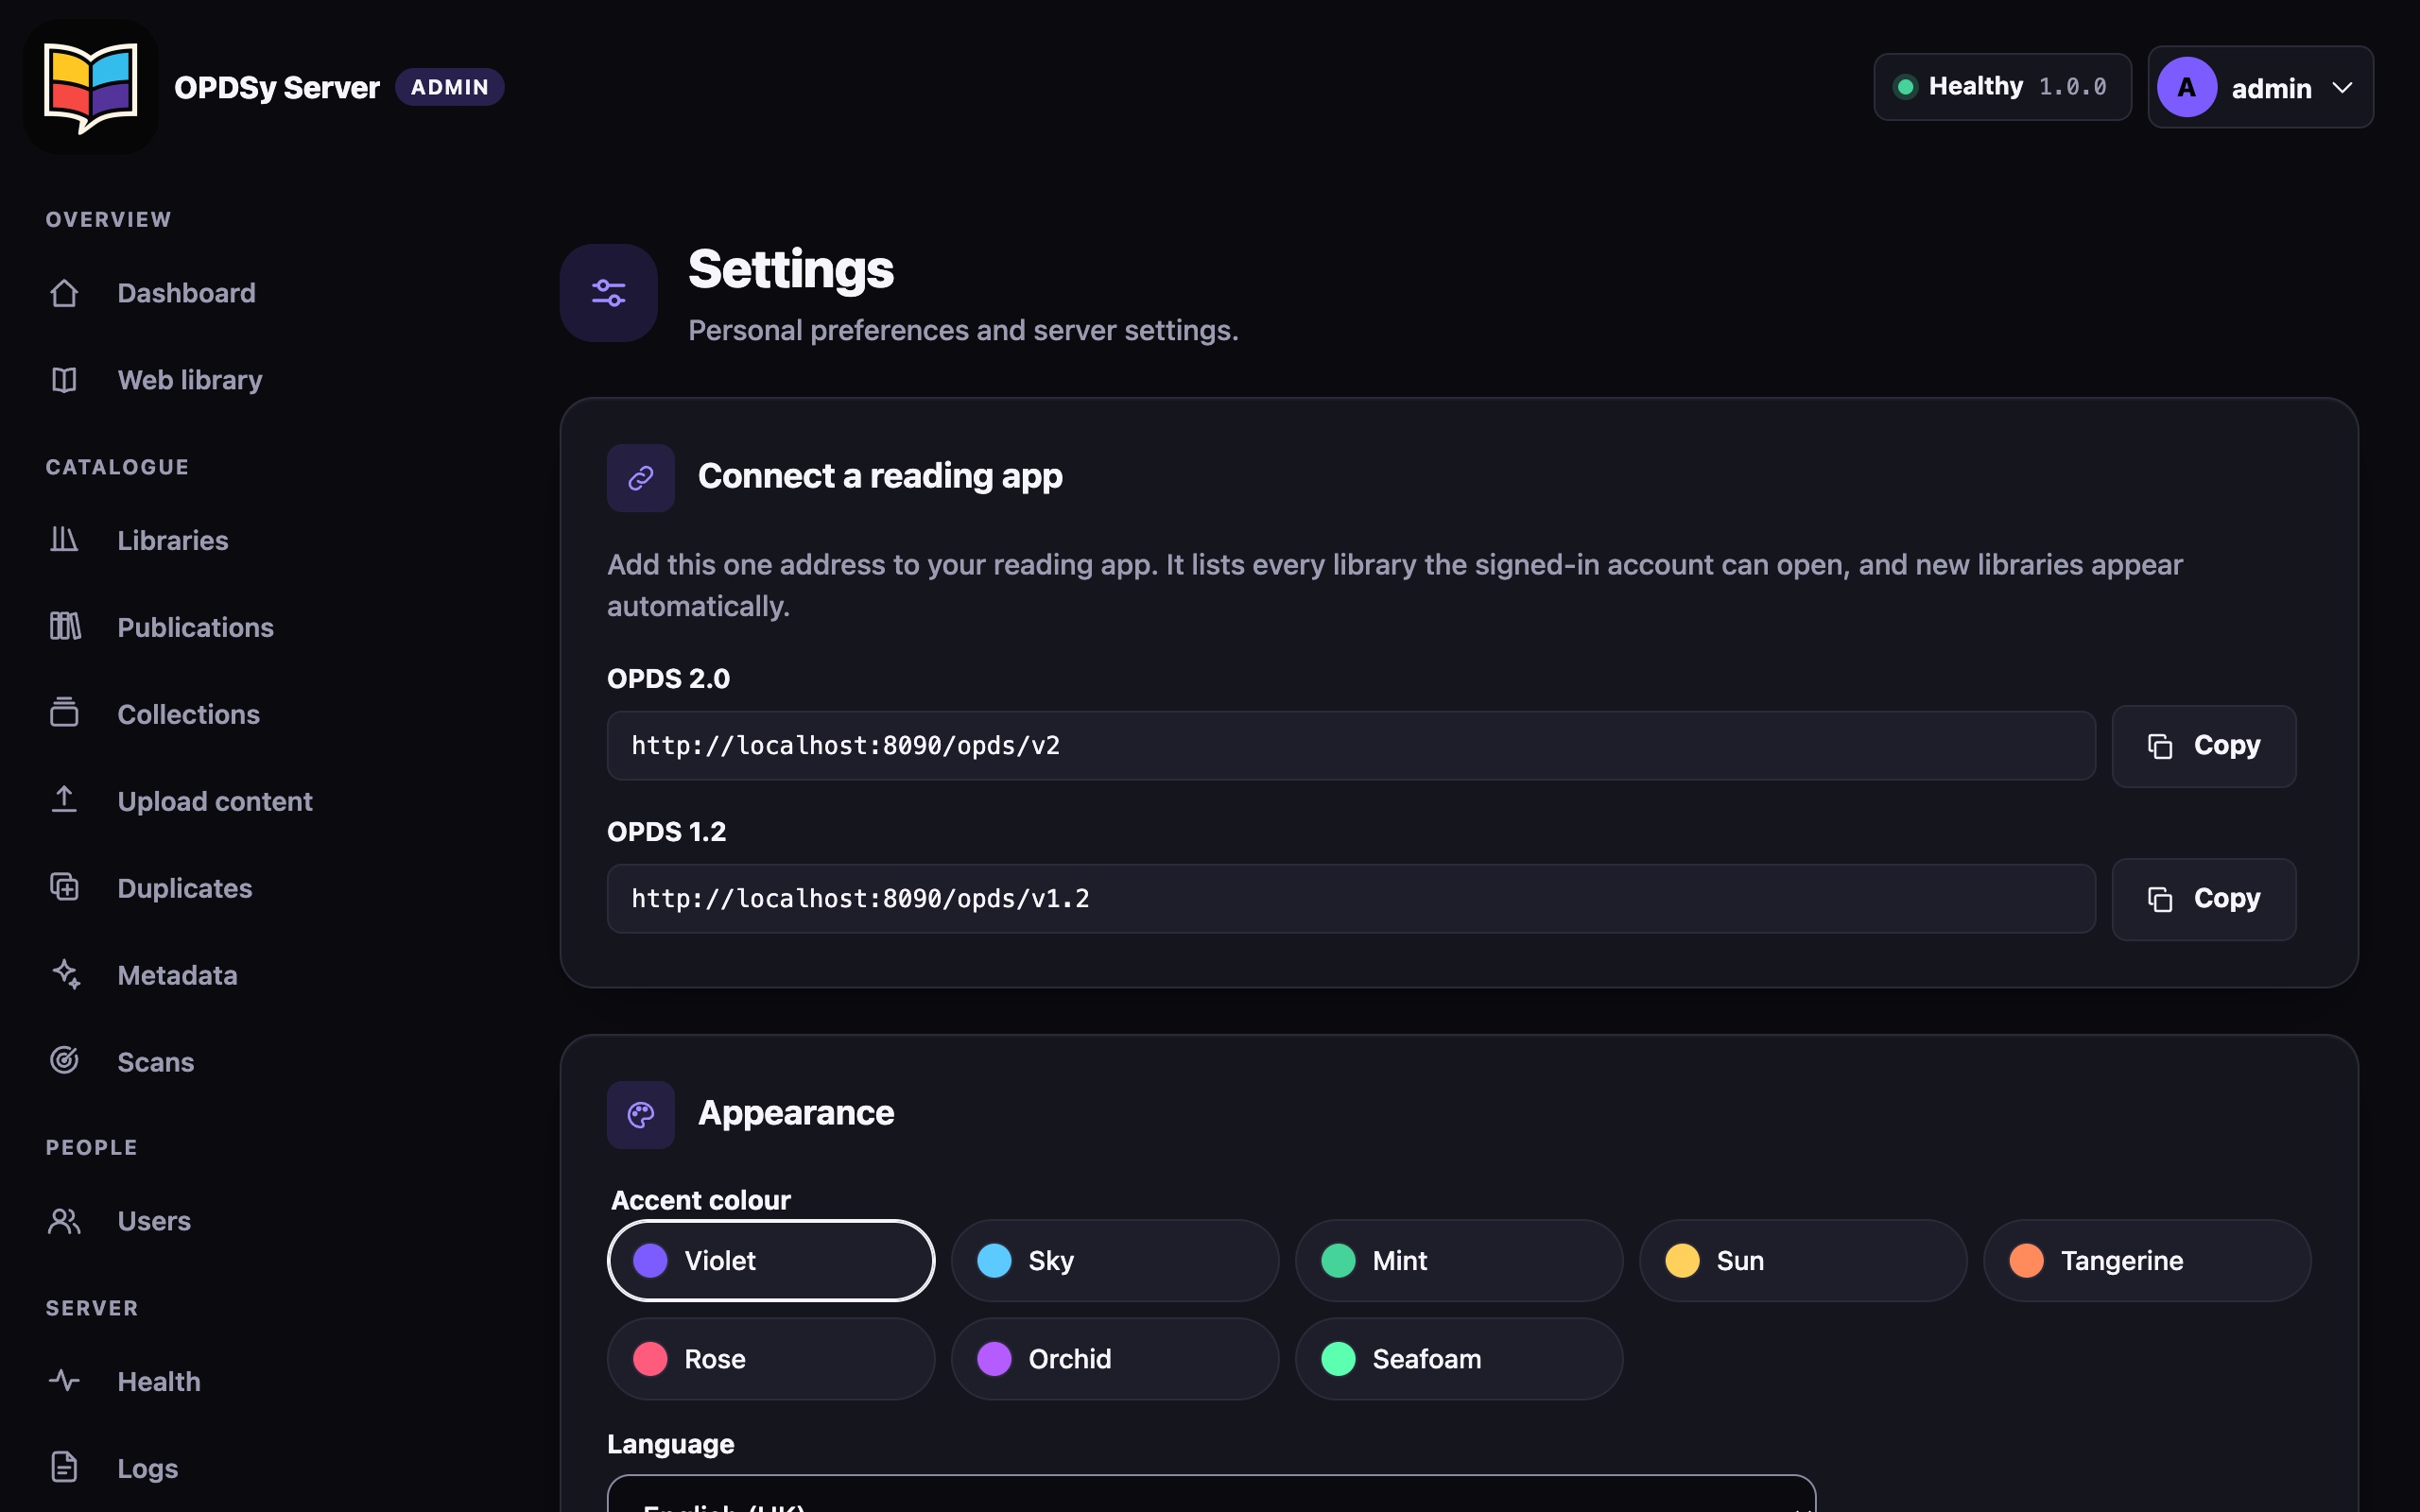 OPDSy Server ADMIN
Healthy 1.0.0
A admin
OVERVIEW
Dashboard
Web library
CATALOGUE
Libraries
Publications
Collections
Upload content
Duplicates
Metadata
Scans
PEOPLE
Users
SERVER
Health
Logs
Settings
Personal preferences and server settings.
Connect a reading app
Add this one address to your reading app. It lists every library the signed-in account can open, and new libraries appear
automatically.
OPDS 2.0
http://localhost:8090/opds/v2 Copy
OPDS 1.2
http://localhost:8090/opds/v1.2 Copy
Appearance
Accent colour
Violet Sky Mint Sun Tangerine
Rose Orchid Seafoam
Language
English (UK)